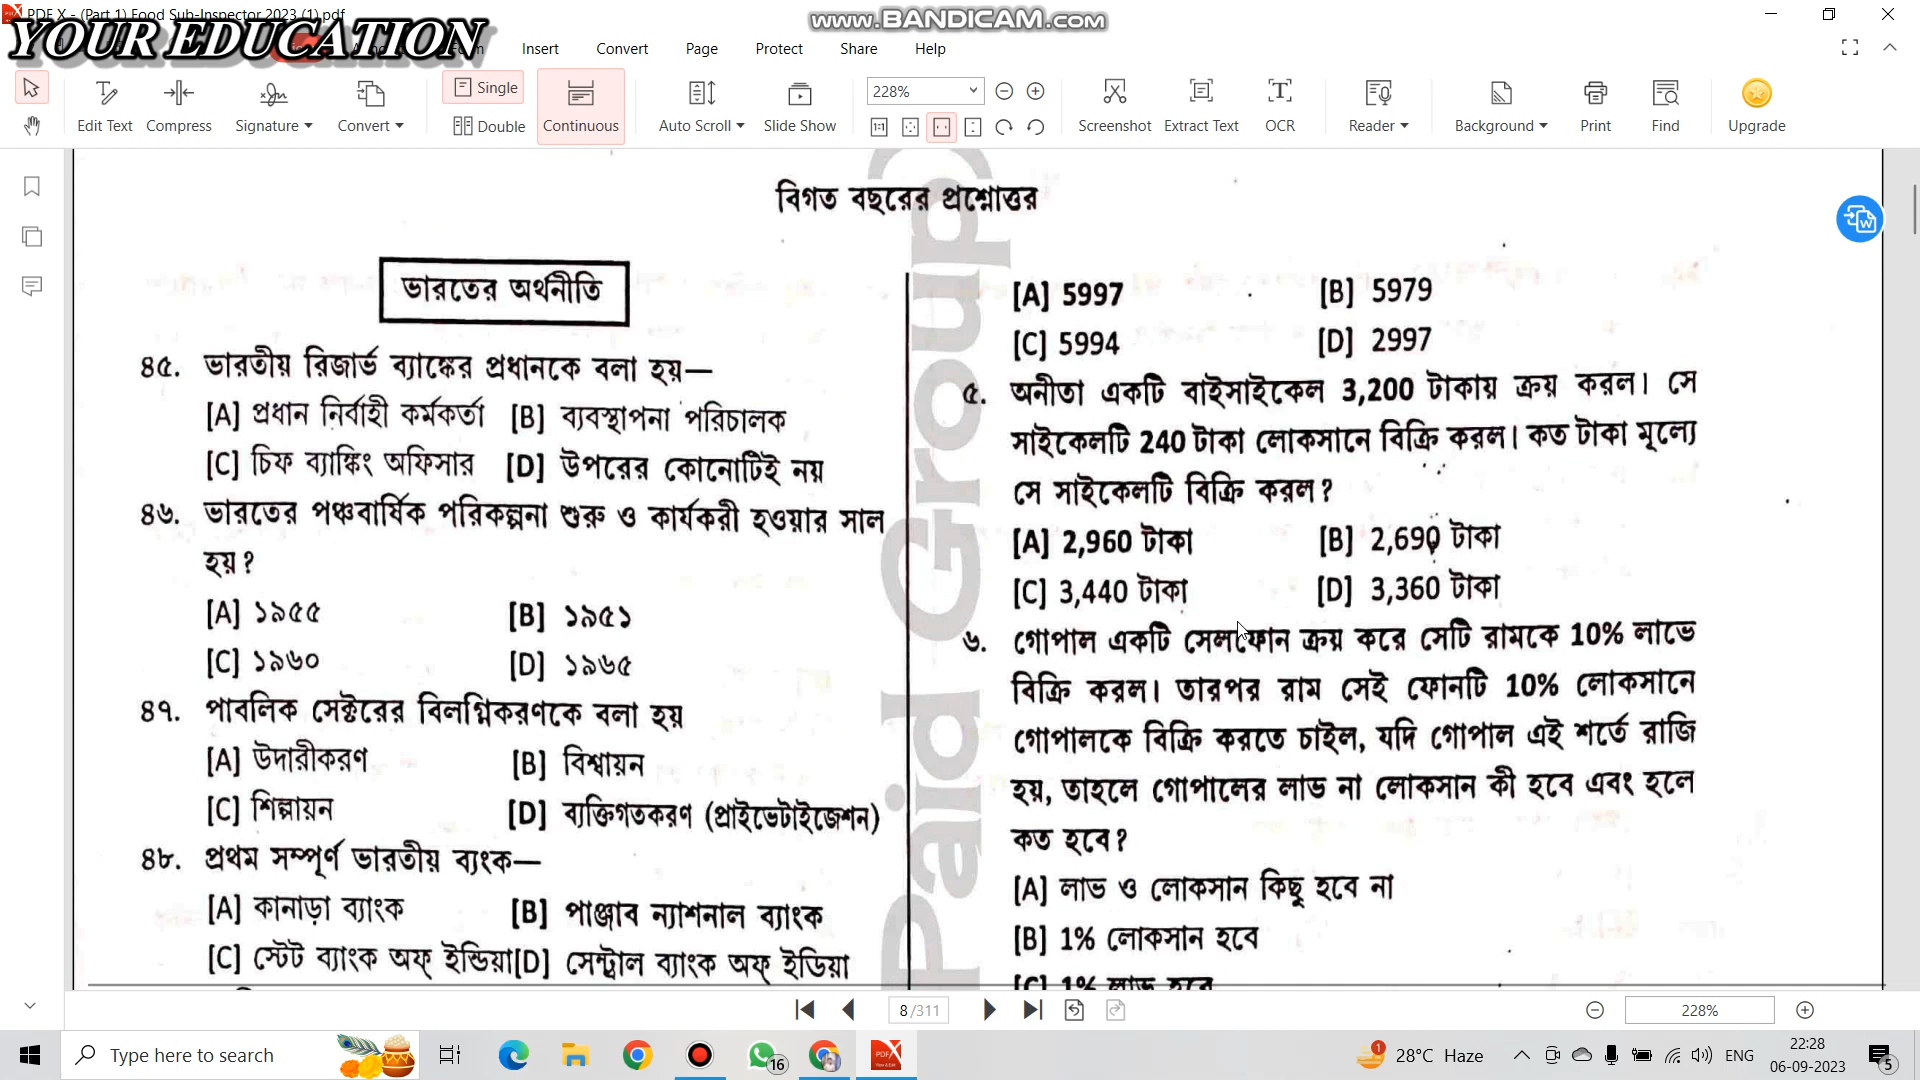 PDF X - (Part 1) Food Sub-Inspector 2023 (1).pdf
YOUR EDUCATION
www.BANDICAM.com
Insert Convert Page Protect Share Help
Edit Text Compress Signature Convert
Single
Double
Continuous
Auto Scroll Slide Show
228%
Screenshot Extract Text OCR Reader Background Print Find Upgrade
বিগত বছরের প্রশ্নোত্তর
ভারতের অর্থনীতি
৪৫. ভারতীয় রিজার্ভ ব্যাঙ্কের প্রধানকে বলা হয়—
[A] প্রধান নির্বাহী কর্মকর্তা [B] ব্যবস্থাপনা পরিচালক
[C] চিফ ব্যাঙ্কিং অফিসার [D] উপরের কোনোটিই নয়
৪৬. ভারতের পঞ্চবার্ষিক পরিকল্পনা শুরু ও কার্যকরী হওয়ার সাল
হয়?
[A] ১৯৫৫ [B] ১৯৫১
[C] ১৯৬০ [D] ১৯৬৫
৪৭. পাবলিক সেক্টরের বিলগ্নিকরণকে বলা হয়
[A] উদারীকরণ [B] বিশ্বায়ন
[C] শিল্পায়ন [D] ব্যক্তিগতকরণ (প্রাইভেটাইজেশন)
৪৮. প্রথম সম্পূর্ণ ভারতীয় ব্যংক—
[A] কানাড়া ব্যাংক [B] পাঞ্জাব ন্যাশনাল ব্যাংক
[C] স্টেট ব্যাংক অফ্ ইন্ডিয়া [D] সেন্ট্রাল ব্যাংক অফ্ ইডিয়া
[A] 5997 [B] 5979
[C] 5994 [D] 2997
৫. অনীতা একটি বাইসাইকেল 3,200 টাকায় ক্রয় করল। সে
সাইকেলটি 240 টাকা লোকসানে বিক্রি করল। কত টাকা মূল্যে
সে সাইকেলটি বিক্রি করল?
[A] 2,960 টাকা [B] 2,690 টাকা
[C] 3,440 টাকা [D] 3,360 টাকা
৬. গোপাল একটি সেলফোন ক্রয় করে সেটি রামকে 10% লাভে
বিক্রি করল। তারপর রাম সেই ফোনটি 10% লোকসানে
গোপালকে বিক্রি করতে চাইল, যদি গোপাল এই শর্তে রাজি
হয়, তাহলে গোপালের লাভ না লোকসান কী হবে এবং হলে
কত হবে?
[A] লাভ ও লোকসান কিছু হবে না
[B] 1% লোকসান হবে
[C] 1% লাভ হবে
Paid Group)
8 /311
228%
Type here to search
16
28°C Haze
ENG
22:28
06-09-2023
5